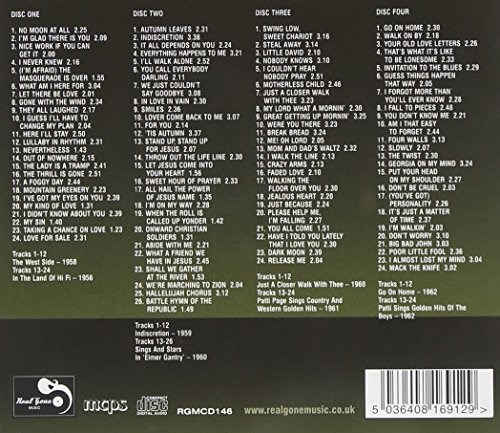 DISC ONE
1. NO MOON AT ALL 2.25
2. I'M GLAD THERE IS YOU 2.09
3. NICE WORK IF YOU CAN
GET IT 2.00
4. I NEVER KNEW 2.16
5. (I'M AFRAID) THE
MASQUERADE IS OVER 1.55
6. WHAT AM I HERE FOR 3.03
7. LET THERE BE LOVE 2.01
8. GONE WITH THE WIND 2.34
9. THEY ALL LAUGHED 2.17
10. I GUESS I'LL HAVE TO
CHANGE MY PLAN 2.04
11. HERE I'LL STAY 2.50
12. LULLABY IN RHYTHM 2.31
13. NEVERTHELESS 1.43
14. OUT OF NOWHERE 2.15
15. THE LADY IS A TRAMP 2.21
16. THE THRILL IS GONE 2.51
17. A FOGGY DAY 2.44
18. MOUNTAIN GREENERY 2.23
19. I'VE GOT MY EYES ON YOU 2.11
20. MY KIND OF LOVE 1.51
21. I DIDN'T KNOW ABOUT YOU 2.39
22. MY SIN 1.40
23. TAKING A CHANCE ON LOVE 1.23
24. LOVE FOR SALE 2.31
Tracks 1-12
The West Side – 1958
Tracks 13-24
In The Land Of Hi Fi – 1956
DISC TWO
1. AUTUMN LEAVES 2.31
2. INDISCRETION 2.39
3. IT ALL DEPENDS ON YOU 2.24
4. EVERYTHING HAPPENS TO ME 3.31
5. I'LL WALK ALONE 2.52
6. YOU CALL EVERYBODY
DARLING 2.11
7. WE JUST COULDN'T
SAY GOODBYE 3.08
8. IN LOVE IN VAIN 2.30
9. SMILES 2.36
10. LOVER COME BACK TO ME 3.03
11. FOR YOU 2.14
12. 'TIS AUTUMN 3.17
13. STAND UP, STAND UP
FOR JESUS 2.09
14. THROW OUT THE LIFE LINE 2.30
15. LET JESUS COME INTO
YOUR HEART 1.56
16. SWEET HOUR OF PRAYER 2.33
17. ALL HAIL THE POWER
OF JESUS NAME 1.35
18. I'M ON MY WAY 2.28
19. WHEN THE ROLL IS
CALLED UP YONDER 1.42
20. ONWARD CHRISTIAN
SOLDIERS 1.31
21. ABIDE WITH ME 2.21
22. WHAT A FRIEND WE
HAVE IN JESUS 2.45
23. SHALL WE GATHER
AT THE RIVER 1.53
24. WE'RE MARCHING TO ZION 2.04
25. HALLELUJAH CHORUS 3.12
26. BATTLE HYMN OF THE
REPUBLIC 1.49
Tracks 1-12
Indiscretion – 1959
Tracks 13-26
Sings And Stars
In 'Elmer Gantry' – 1960
DISC THREE
1. SWING LOW,
SWEET CHARIOT 2.50
2. STEAL AWAY 3.14
3. LITTLE DAVID 2.04
4. NOBODY KNOWS 3.10
5. I COULDN'T HEAR
NOBODY PRAY 2.51
6. MOTHERLESS CHILD 2.46
7. JUST A CLOSER WALK
WITH THEE 4.03
8. MY LORD WHAT A MORNIN' 2.30
9. GREAT GETTING UP MORNING 3.25
10. WERE YOU THERE 3.23
11. BREAK BREAD 3.24
12. ME! OH LORD 2.05
13. MOM AND DAD'S WALTZ 2.43
14. I WALK THE LINE 2.30
15. CRAZY ARMS 2.13
16. FADED LOVE 2.10
17. WALKING THE
FLOOR OVER YOU 3.20
18. JEALOUS HEART 2.41
19. JUST BECAUSE 2.20
20. PLEASE HELP ME,
I'M FALLING 2.27
21. YOU ALL COME 1.51
22. HAVE I TOLD YOU LATELY
THAT I LOVE YOU 2.30
23. DARK MOON 2.39
24. RELEASE ME 2.04
Tracks 1-12
Just A Closer Walk With Thee – 1960
Tracks 13-24
Patti Page Sings Country And
Western Golden Hits – 1961
DISC FOUR
1. GO ON HOME 2.30
2. WALK ON BY 2.18
3. YOUR OLD LOVE LETTERS 2.24
4. THAT'S WHAT IT'S LIKE
TO BE LONESOME 2.33
5. INVITATION TO THE BLUES 2.29
6. GUESS THINGS HAPPEN
THAT WAY 2.05
7. I FORGOT MORE THAN
YOU'LL EVER KNOW 2.28
8. I FALL TO PIECES 2.48
9. YOU DON'T KNOW ME 2.30
10. AM I THAT EASY
TO FORGET 2.44
11. FOUR WALLS 3.13
12. SLOWLY 2.07
13. THE TWIST 2.30
14. GEORGIA ON MY MIND 2.51
15. PUT YOUR HEAD
ON MY SHOULDER 2.27
16. DON'T BE CRUEL 2.03
17. (YOU'VE GOT)
PERSONALITY 2.26
18. IT'S JUST A MATTER
OF TIME 2.37
19. I'M WALKIN' 2.03
20. DON'T WORRY 3.10
21. BIG BAD JOHN 3.03
22. POOR LITTLE FOOL 2.34
23. I ALMOST LOST MY MIND 3.04
24. MACK THE KNIFE 3.03
Tracks 1-12
Go On Home – 1962
Tracks 13-24
Patti Sings Golden Hits Of The
Boys – 1962
Real Gone
MUSIC
mcps
COMPACT
disc
DIGITAL AUDIO
RGMCD146
www.realgonemusic.co.uk
5 036408 169129 >